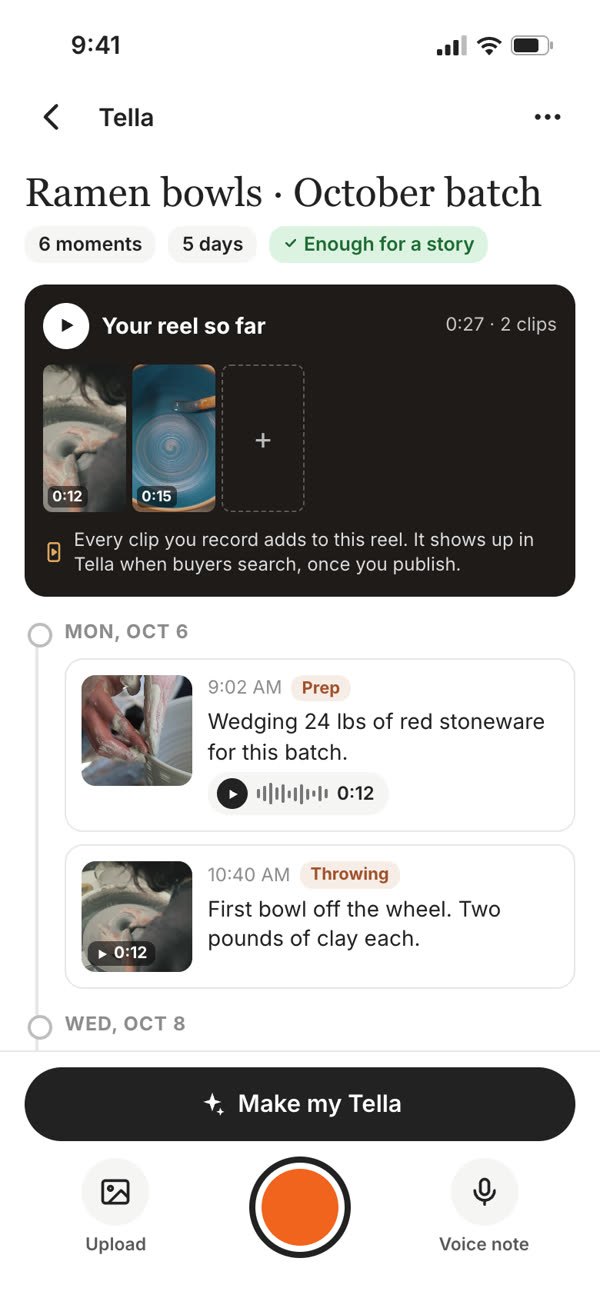 9:41
Tella
Ramen bowls · October batch
6 moments
5 days
Enough for a story
Your reel so far
0:27 · 2 clips
0:12
0:15
Every clip you record adds to this reel. It shows up in
Tella when buyers search, once you publish.
MON, OCT 6
9:02 AM
Prep
Wedging 24 lbs of red stoneware
for this batch.
0:12
10:40 AM
Throwing
First bowl off the wheel. Two
pounds of clay each.
0:12
WED, OCT 8
Make my Tella
Upload
Voice note